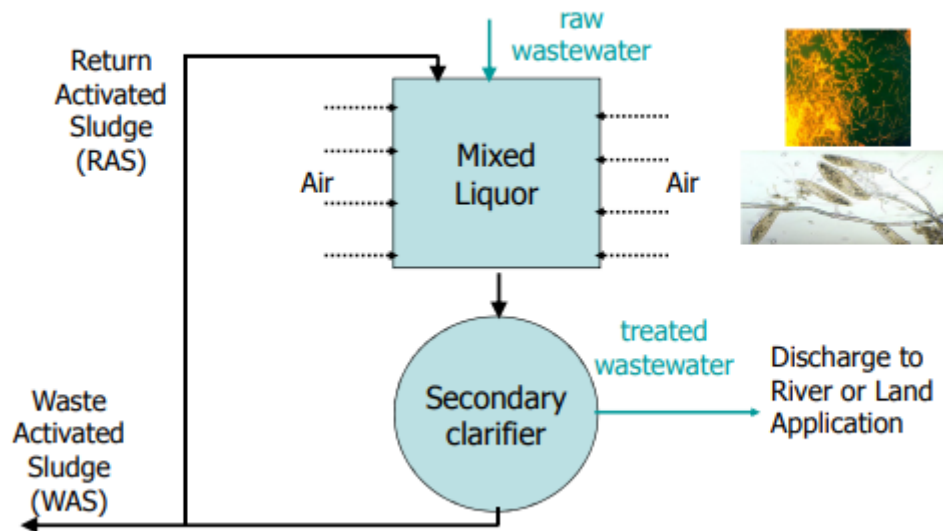 raw
wastewater
Return
Activated
Sludge
(RAS)
Air
Mixed
Liquor
Air
treated
wastewater
Discharge to
River or Land
Application
Secondary
clarifier
Waste
Activated
Sludge
(WAS)